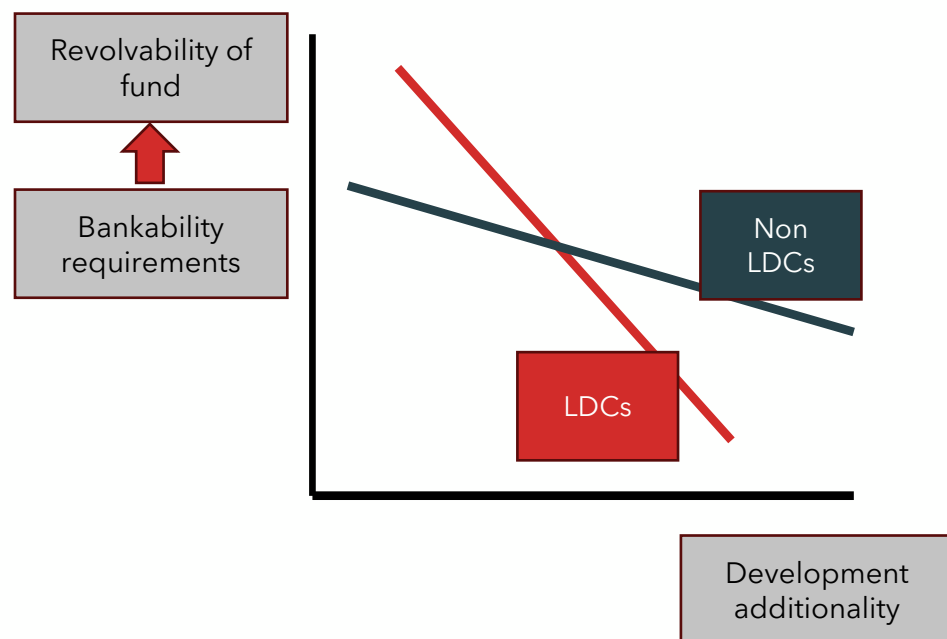 Revolvability of
fund
Bankability
requirements
Non
LDCs
LDCs
Development
additionality